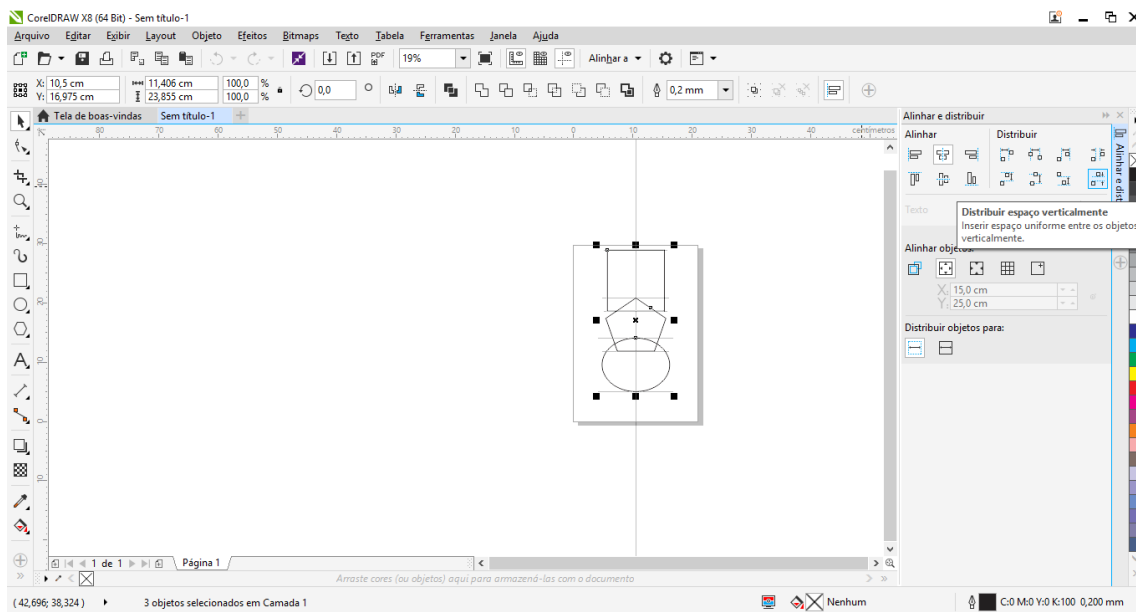 CorelDRAW X8 (64 Bit) - Sem título-1
Arquivo Editar Exibir Layout Objeto Efeitos Bitmaps Texto Tabela Ferramentas Janela Ajuda
PDF 19% Alinhar a
X: 10,5 cm 11,406 cm 100,0 % 0,0 ° 0,2 mm
Y: 16,975 cm 23,855 cm 100,0 %
Tela de boas-vindas Sem título-1
80 70 60 50 40 30 20 10 0 10 20 30 40 centímetros
Alinhar e distribuir
Alinhar Distribuir
Alinhar e dist
Texto
Distribuir espaço verticalmente
Inserir espaço uniforme entre os objetos
verticalmente.
Alinhar objetos:
X: 15,0 cm
Y: 25,0 cm
Distribuir objetos para:
1 de 1 Página 1
Arraste cores (ou objetos) aqui para armazená-las com o documento
( 42,696; 38,324 ) 3 objetos selecionados em Camada 1 Nenhum C:0 M:0 Y:0 K:100 0,200 mm